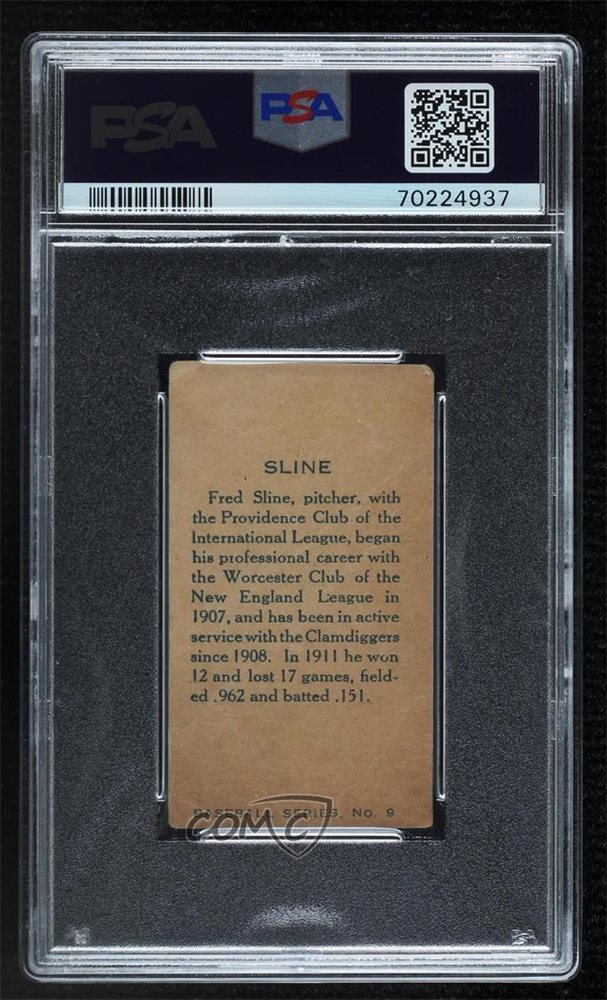 PSA
PSA
70224937
SLINE
Fred Sline, pitcher, with
the Providence Club of the
International League, began
his professional career with
the Worcester Club of the
New England League in
1907, and has been in active
service with the Clamdiggers
since 1908. In 1911 he won
12 and lost 17 games, field-
ed .962 and batted .151.
BASEBALL SERIES, No. 9
COMC
PSA